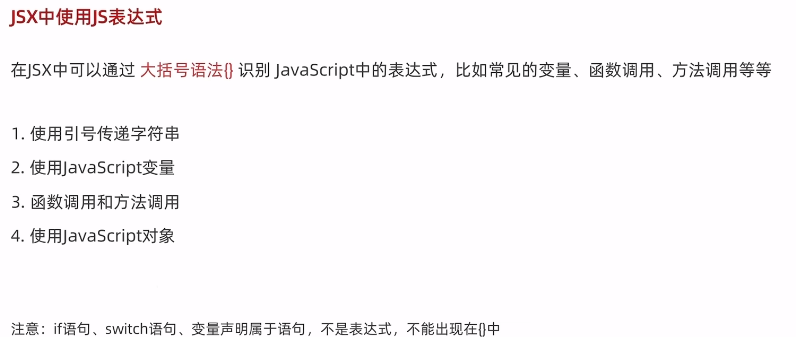 JSX中使用JS表达式
在JSX中可以通过 大括号语法{} 识别 JavaScript中的表达式，比如常见的变量、函数调用、方法调用等等
1. 使用引号传递字符串
2. 使用JavaScript变量
3. 函数调用和方法调用
4. 使用JavaScript对象
注意：if语句、switch语句、变量声明属于语句，不是表达式，不能出现在{}中